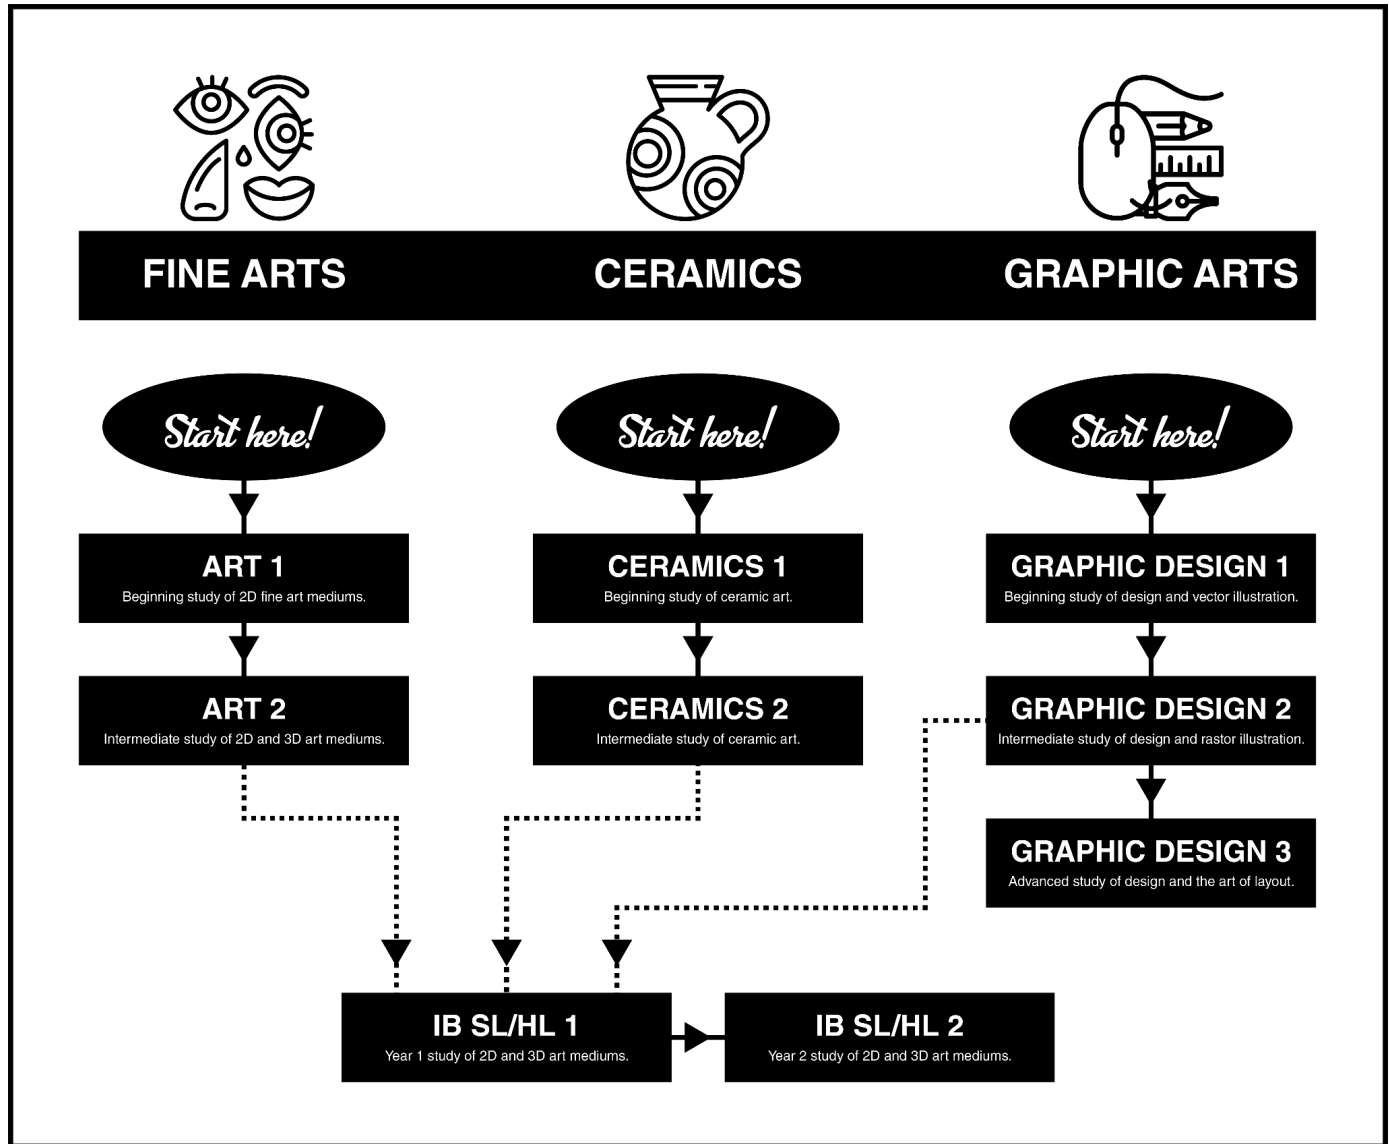 FINE ARTS
CERAMICS
GRAPHIC ARTS
Start here!
Start here!
Start here!
ART 1
Beginning study of 2D fine art mediums.
CERAMICS 1
Beginning study of ceramic art.
GRAPHIC DESIGN 1
Beginning study of design and vector illustration.
ART 2
Intermediate study of 2D and 3D art mediums.
CERAMICS 2
Intermediate study of ceramic art.
GRAPHIC DESIGN 2
Intermediate study of design and rastor illustration.
GRAPHIC DESIGN 3
Advanced study of design and the art of layout.
IB SL/HL 1
Year 1 study of 2D and 3D art mediums.
IB SL/HL 2
Year 2 study of 2D and 3D art mediums.